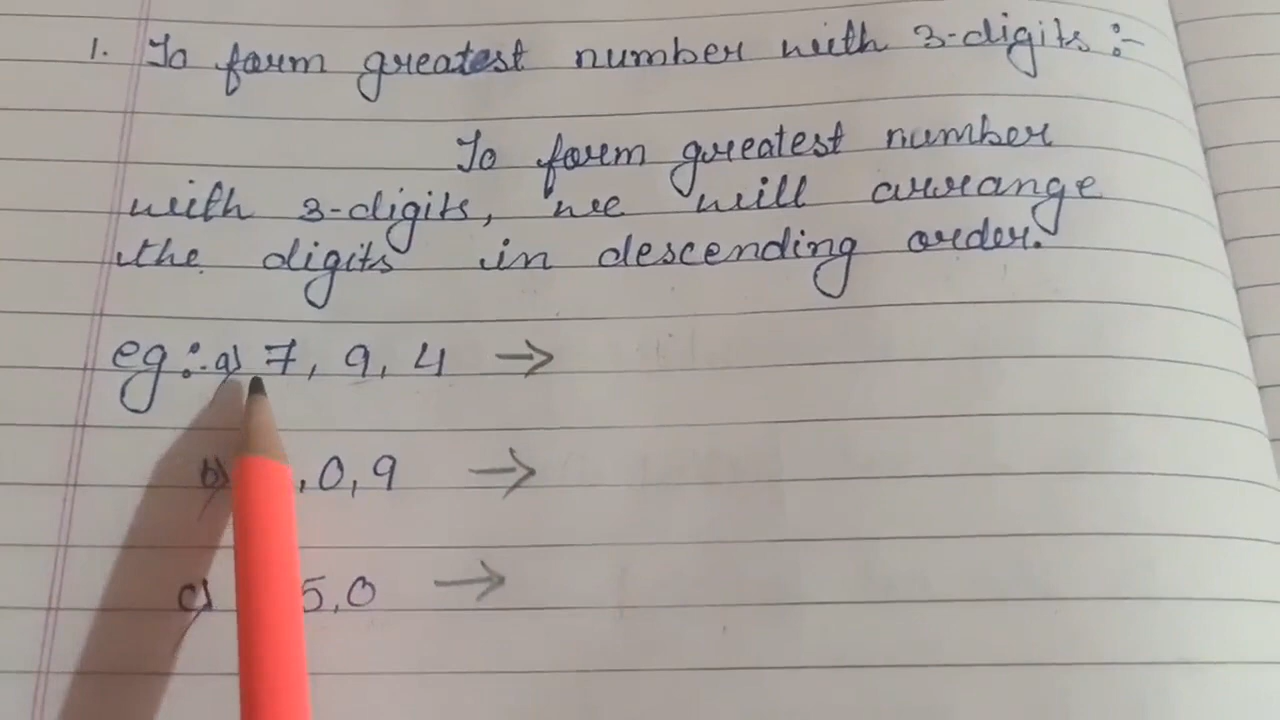 1. To form greatest number with 3-digits :-
To form greatest number
with 3-digits, we will arrange
the digits in descending order.
eg:- a) 7, 9, 4 →
b) , 0, 9 →
c) 5, 0 →